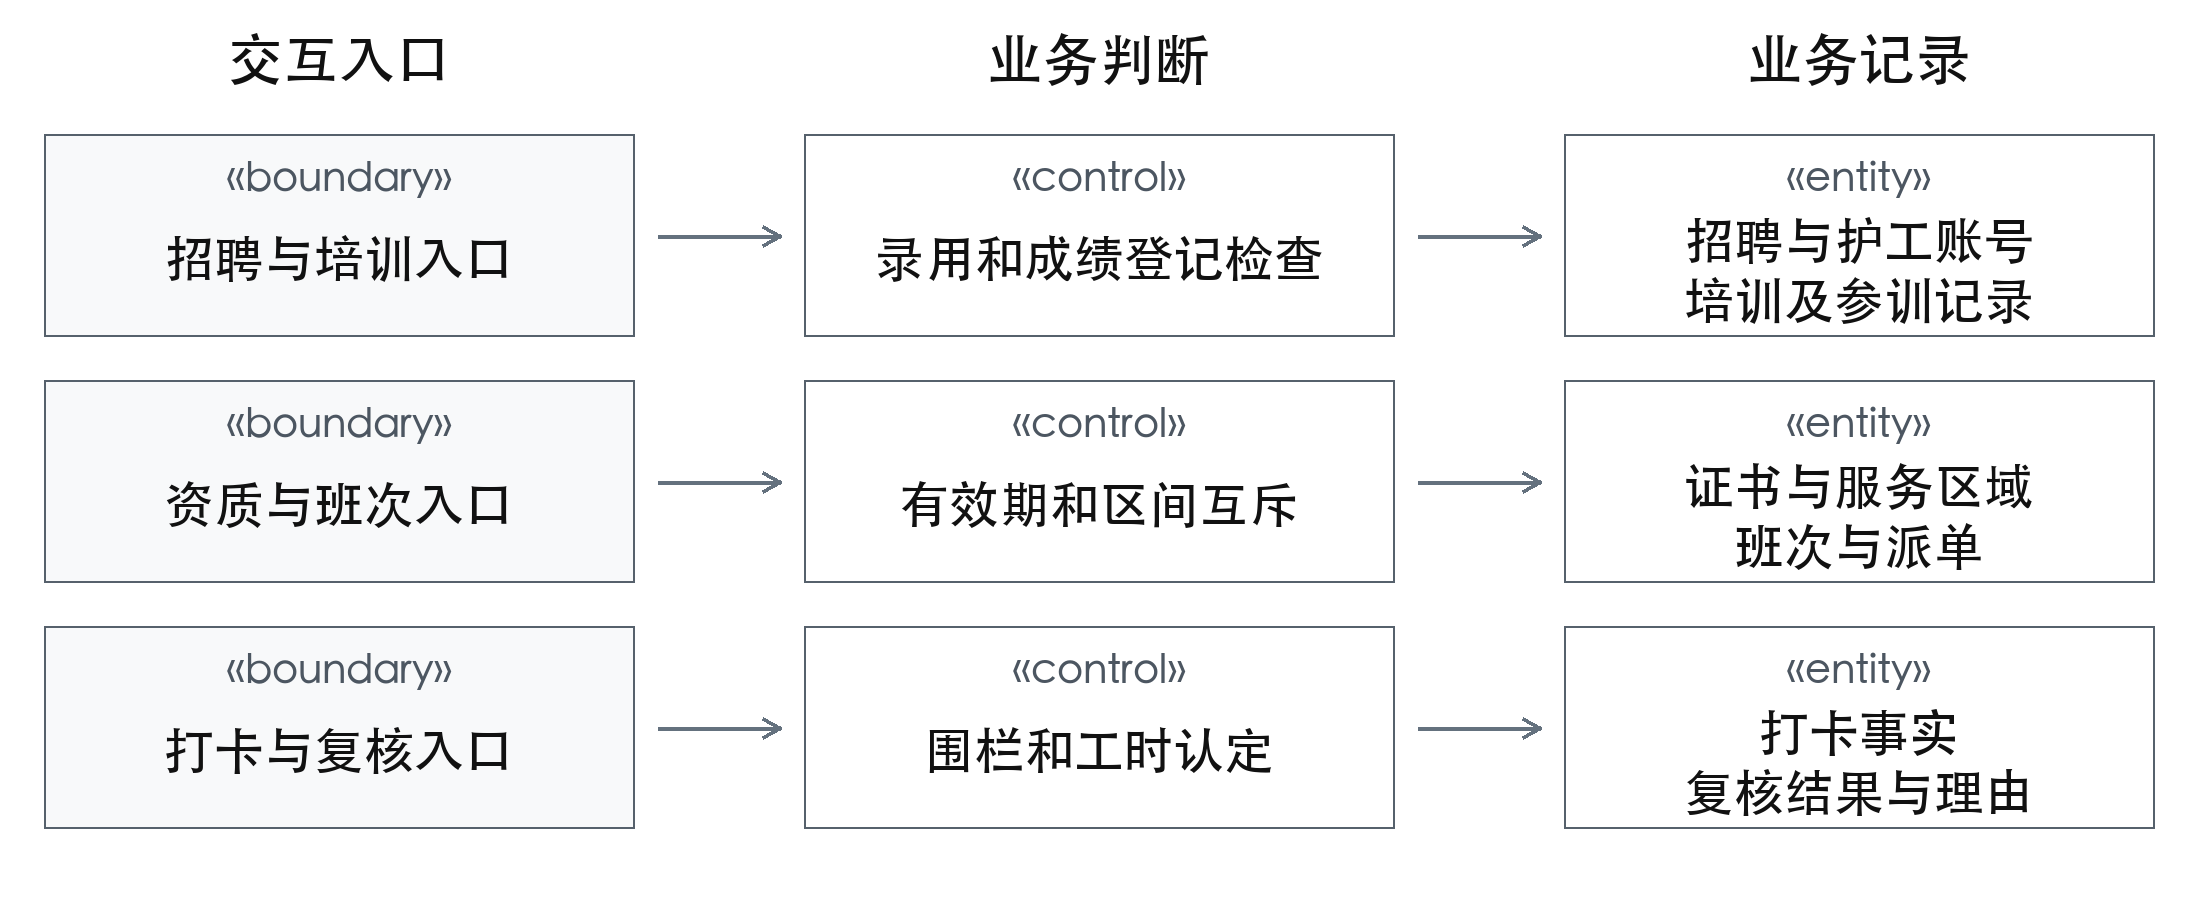 交互入口
业务判断
业务记录
«boundary»
招聘与培训入口
«control»
录用和成绩登记检查
«entity»
招聘与护工账号
培训及参训记录
«boundary»
资质与班次入口
«control»
有效期和区间互斥
«entity»
证书与服务区域
班次与派单
«boundary»
打卡与复核入口
«control»
围栏和工时认定
«entity»
打卡事实
复核结果与理由